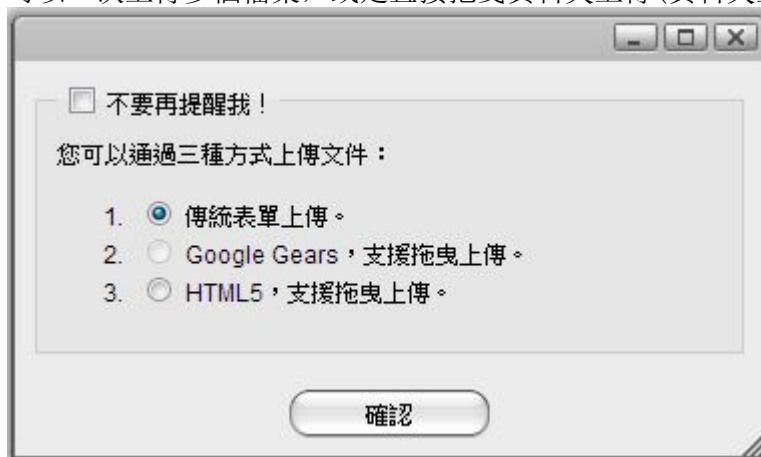 不要再提醒我！
您可以通過三種方式上傳文件：
1. 傳統表單上傳。
2. Google Gears，支援拖曳上傳。
3. HTML5，支援拖曳上傳。
確認